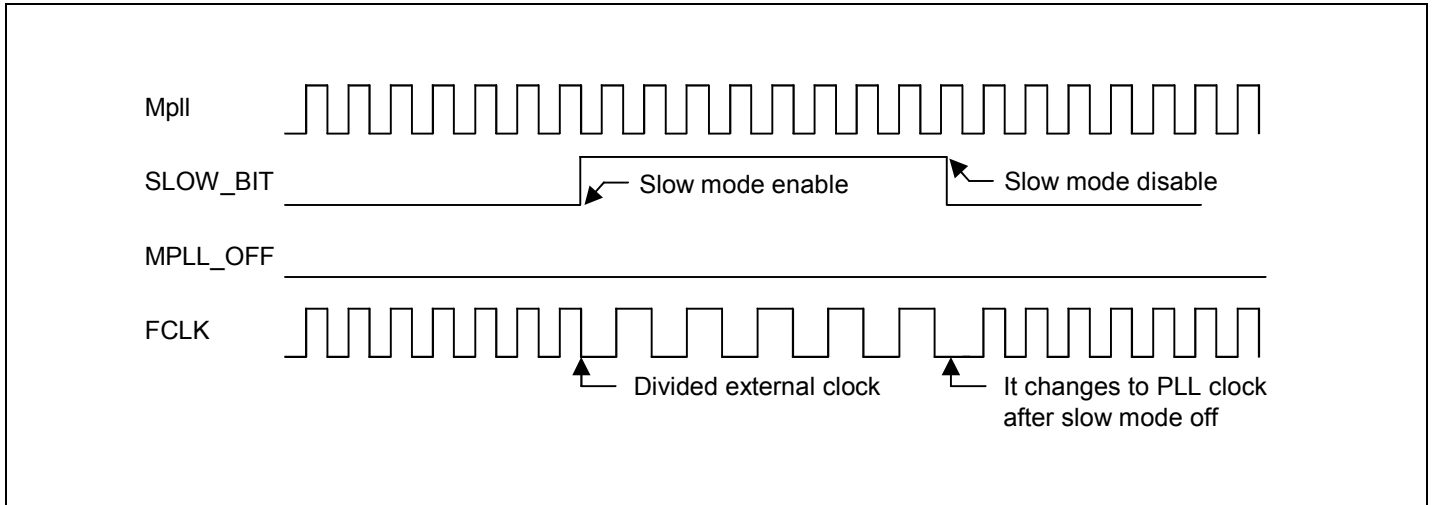 Mpll
SLOW_BIT
Slow mode enable
Slow mode disable
MPLL_OFF
FCLK
Divided external clock
It changes to PLL clock
after slow mode off